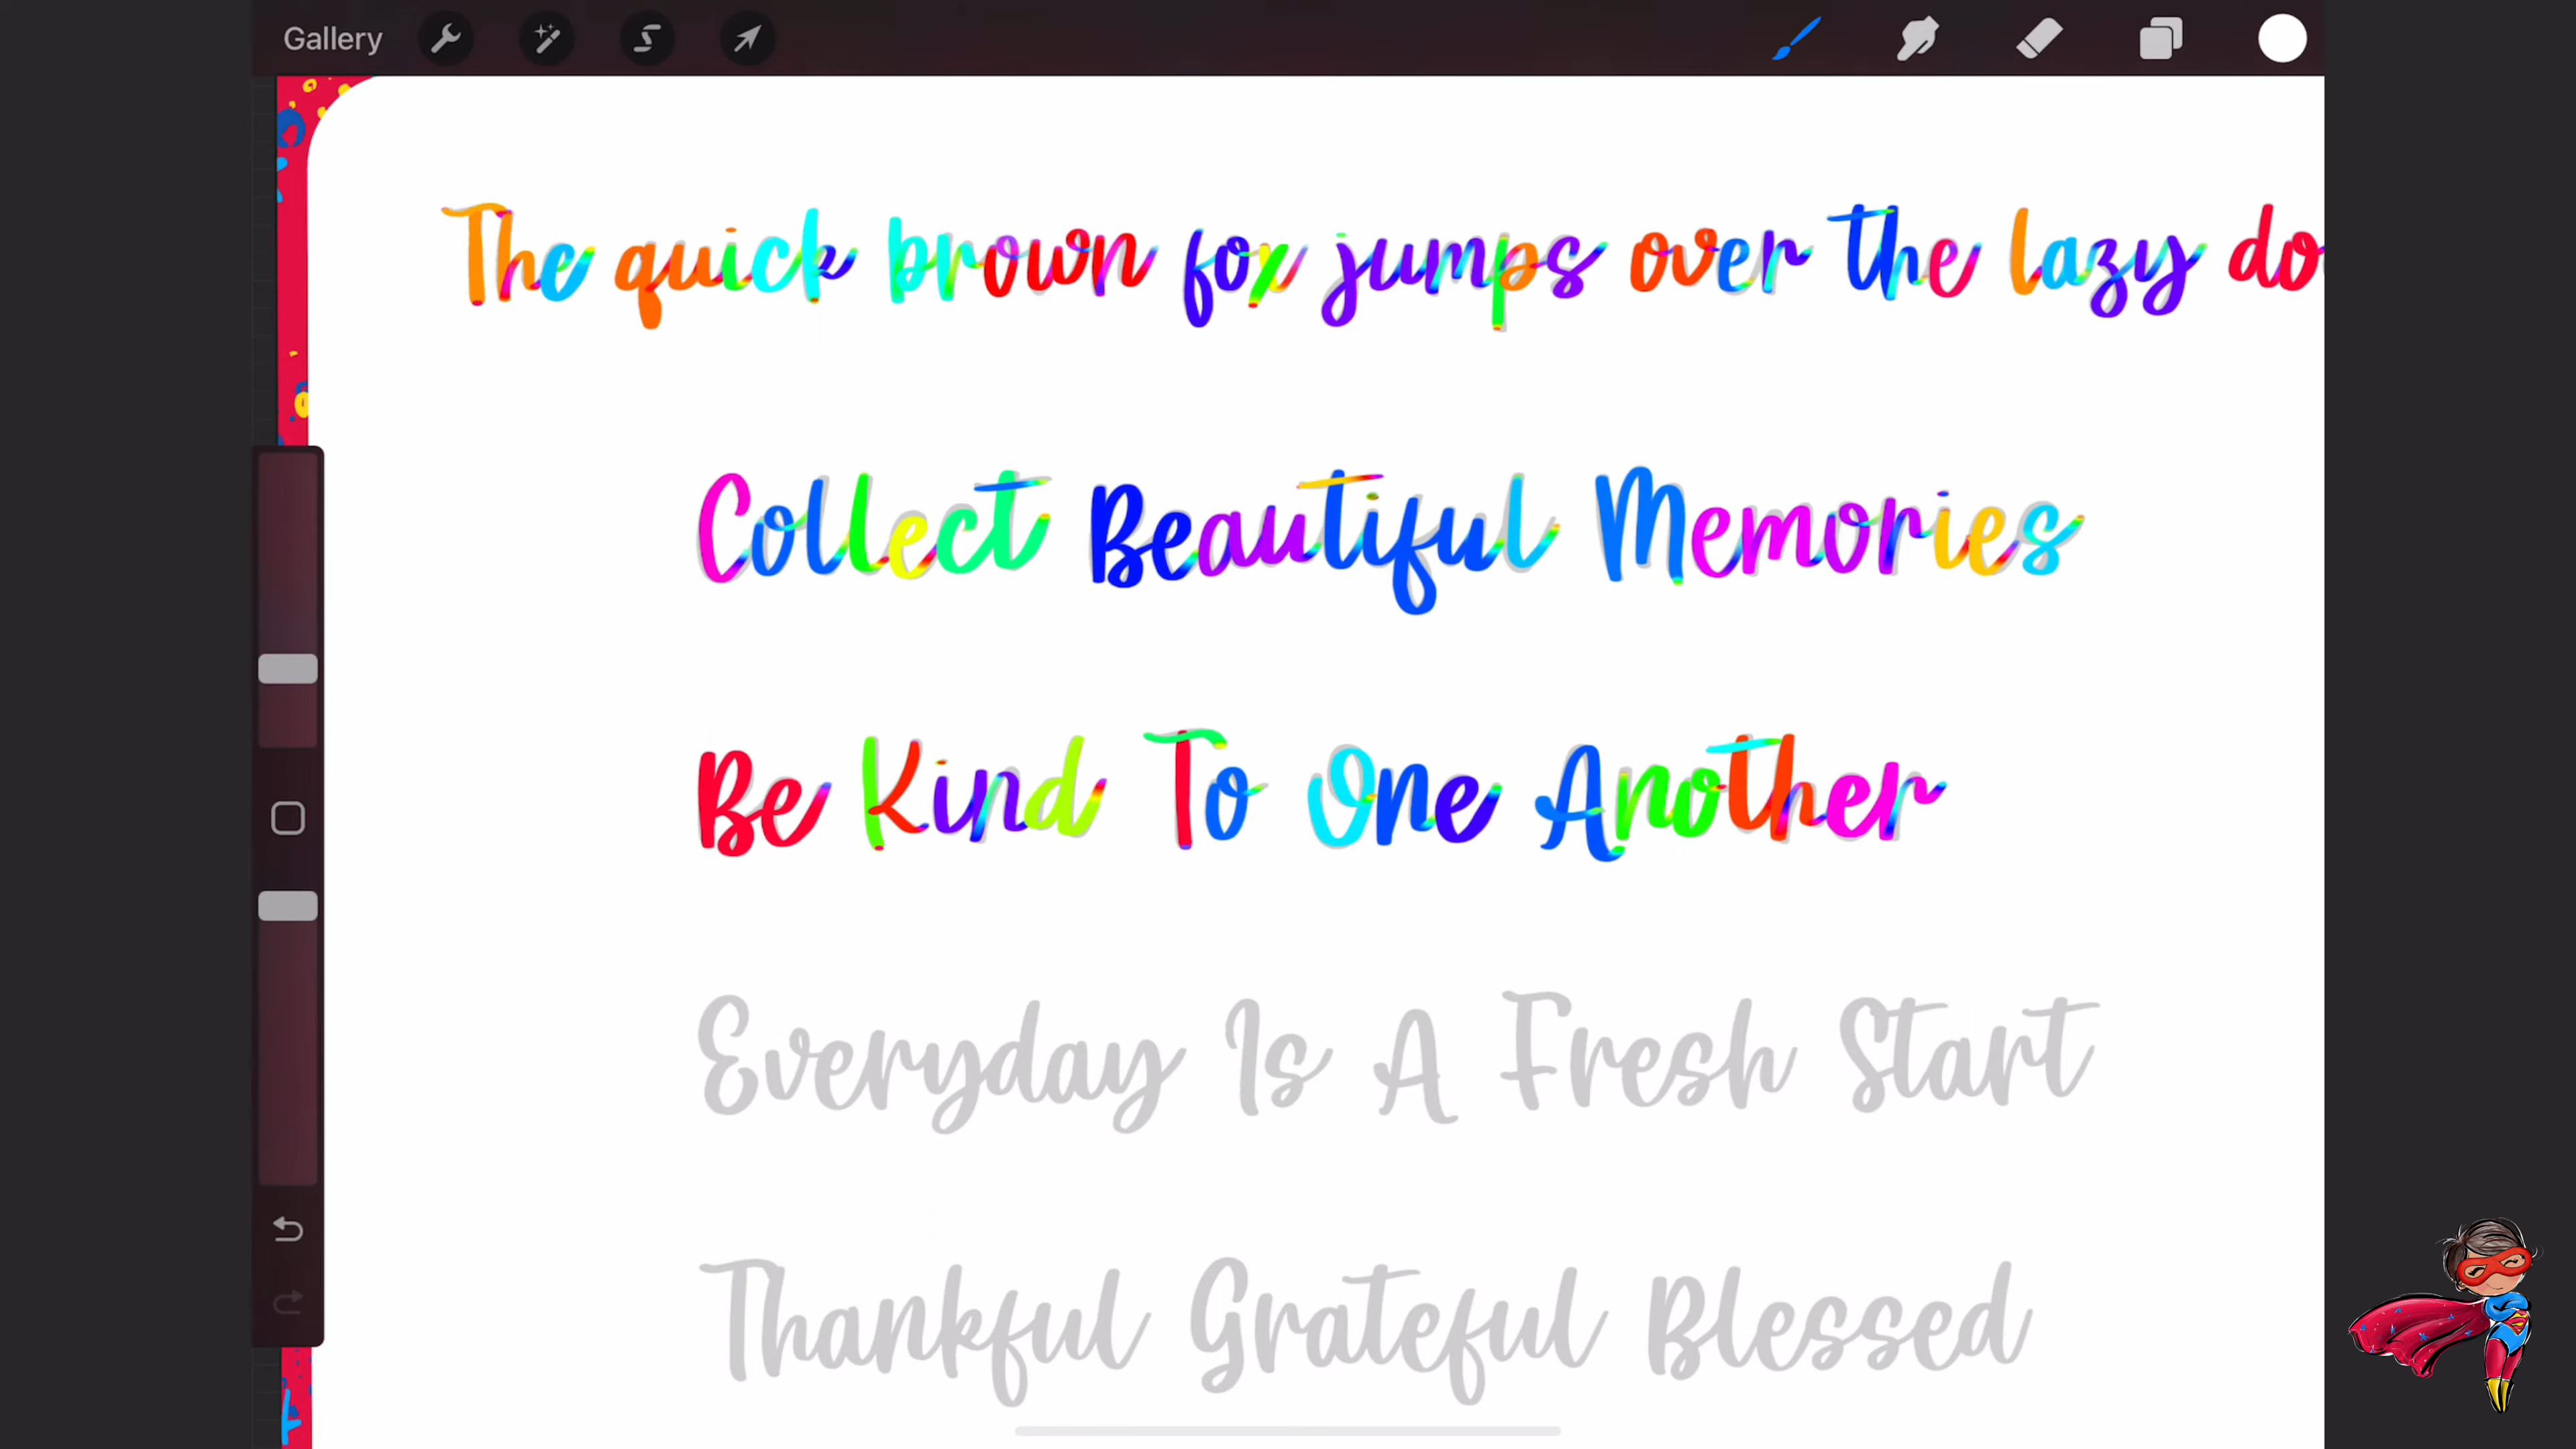 Gallery
The quick brown fox jumps over the lazy do
Collect Beautiful Memories
Be Kind To One Another
Everyday Is A Fresh Start
Thankful Grateful Blessed